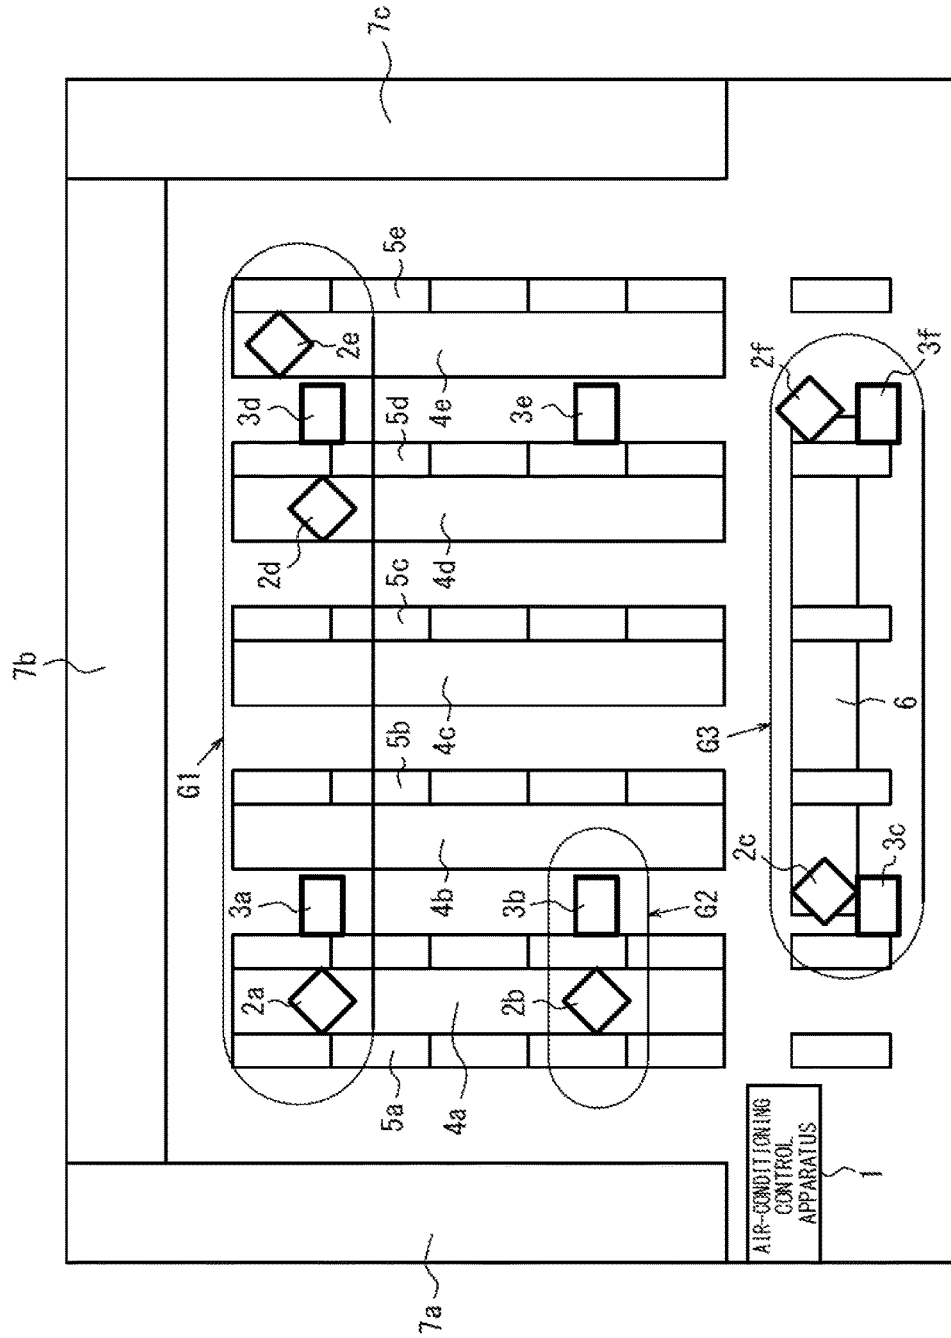 7b
7c
G1
2a
3a
2d
3d
2e
5a
5b
5c
5d
5e
7a
4a
4b
4c
4d
4e
2b
3b
3e
G2
G3
2c
2f
AIR-CONDITIONING
CONTROL
APPARATUS
1
3c
6
3f